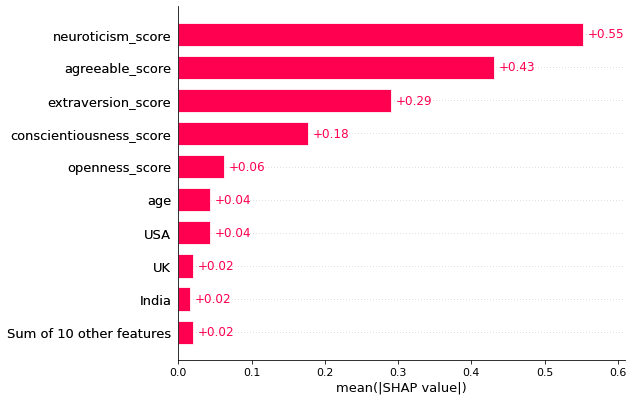 neuroticism_score +0.55
agreeable_score +0.43
extraversion_score +0.29
conscientiousness_score +0.18
openness_score +0.06
age +0.04
USA +0.04
UK +0.02
India +0.02
Sum of 10 other features +0.02
0.0 0.1 0.2 0.3 0.4 0.5 0.6
mean(|SHAP value|)